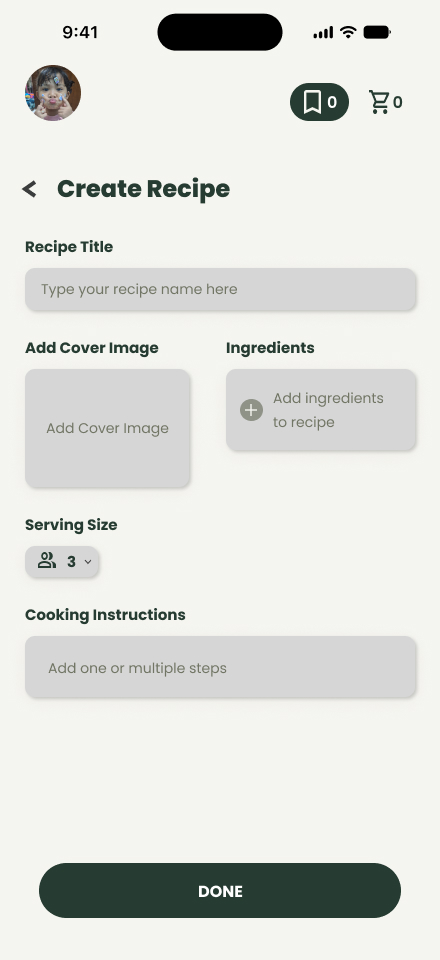 9:41
0
0
Create Recipe
Recipe Title
Type your recipe name here
Add Cover Image
Ingredients
Add Cover Image
Add ingredients
to recipe
Serving Size
3
Cooking Instructions
Add one or multiple steps
DONE